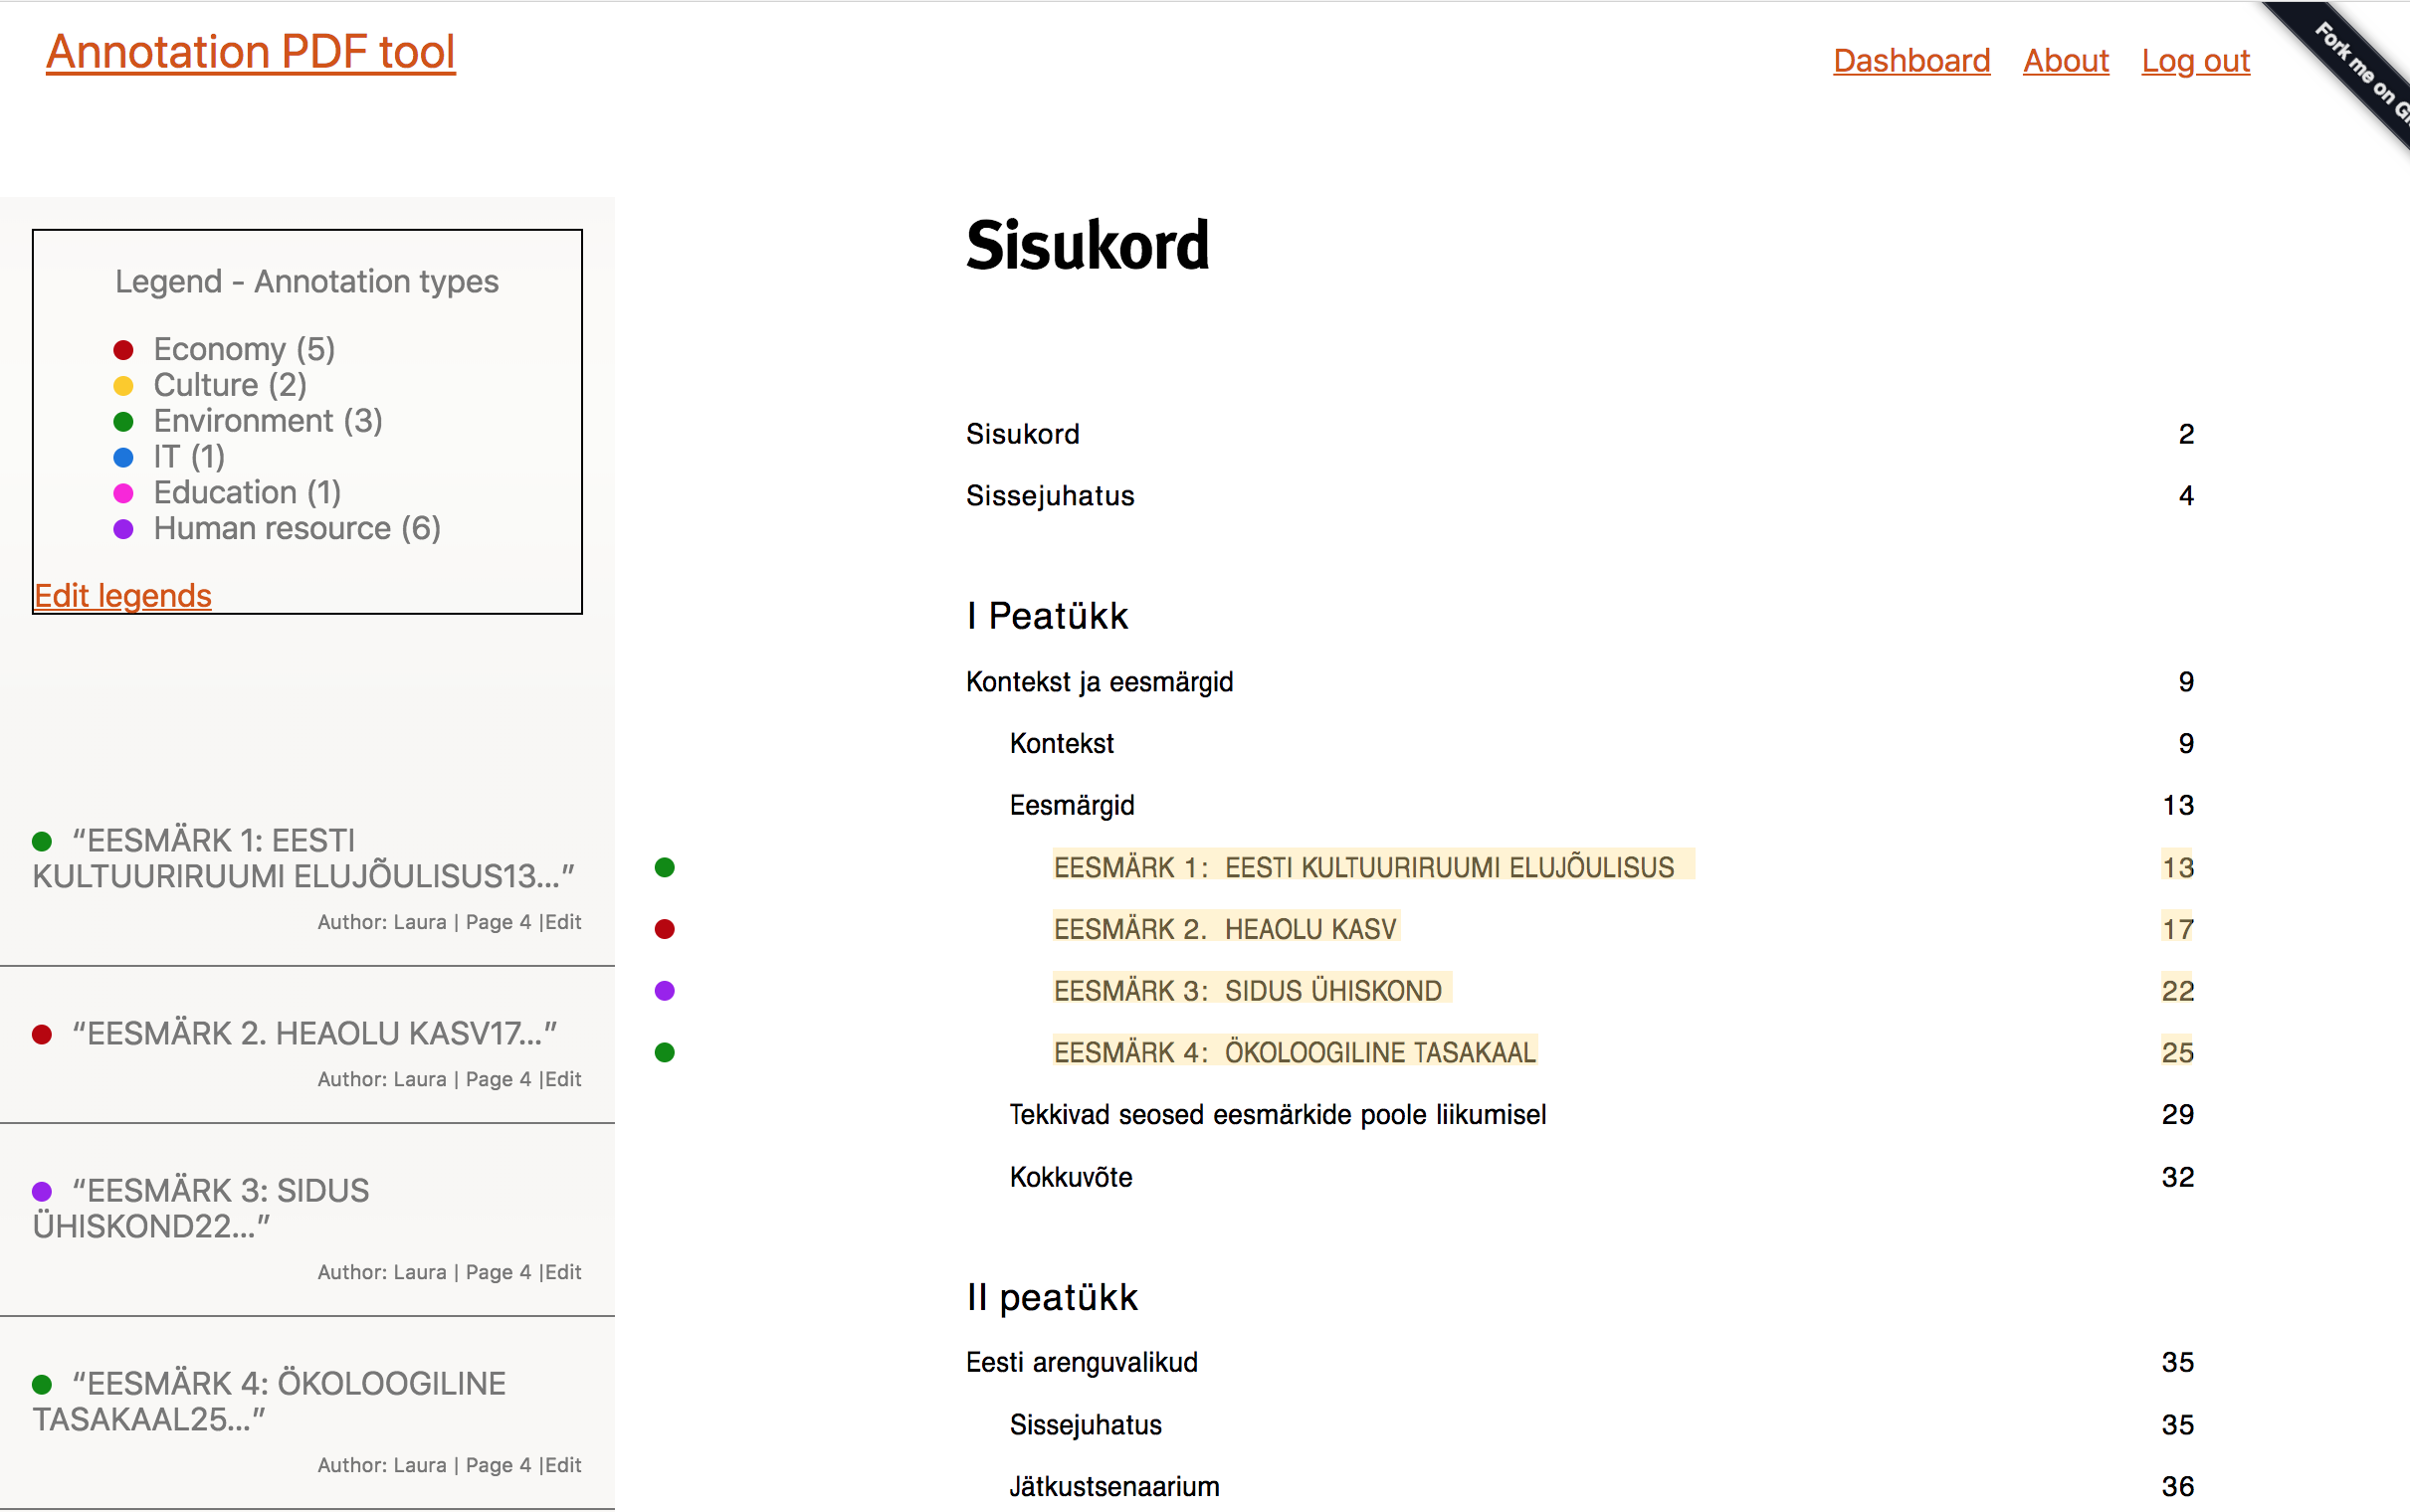 Annotation PDF tool
Dashboard About Log out
Fork me on
Legend - Annotation types
Economy (5)
Culture (2)
Environment (3)
IT (1)
Education (1)
Human resource (6)
Edit legends
“EESMÄRK 1: EESTI
KULTUURIRUUMI ELUJÕULISUS13...”
Author: Laura | Page 4 |Edit
“EESMÄRK 2. HEAOLU KASV17...”
Author: Laura | Page 4 |Edit
“EESMÄRK 3: SIDUS
ÜHISKOND22...”
Author: Laura | Page 4 |Edit
“EESMÄRK 4: ÖKOLOOGILINE
TASAKAAL25...”
Author: Laura | Page 4 |Edit
Sisukord
Sisukord 2
Sissejuhatus 4
I Peatükk
Kontekst ja eesmärgid 9
Kontekst 9
Eesmärgid 13
EESMÄRK 1: EESTI KULTUURIRUUMI ELUJÕULISUS 13
EESMÄRK 2. HEAOLU KASV 17
EESMÄRK 3: SIDUS ÜHISKOND 22
EESMÄRK 4: ÖKOLOOGILINE TASAKAAL 25
Tekkivad seosed eesmärkide poole liikumisel 29
Kokkuvõte 32
II peatükk
Eesti arenguvalikud 35
Sissejuhatus 35
Jätkustsenaarium 36